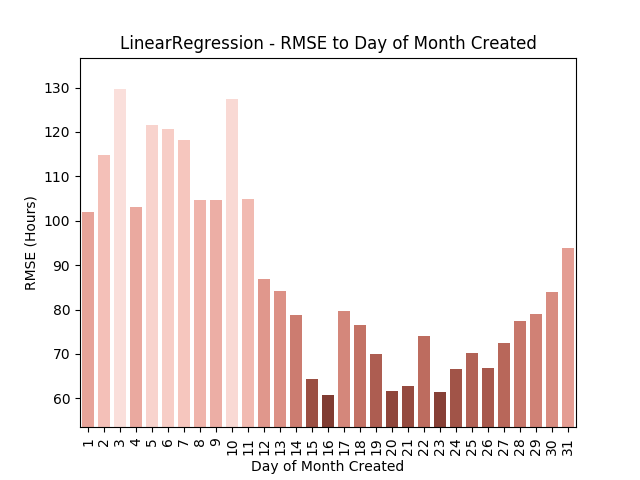 LinearRegression - RMSE to Day of Month Created
130
120
110
100
90
80
70
60
RMSE (Hours)
1 2 3 4 5 6 7 8 9 10 11 12 13 14 15 16 17 18 19 20 21 22 23 24 25 26 27 28 29 30 31
Day of Month Created